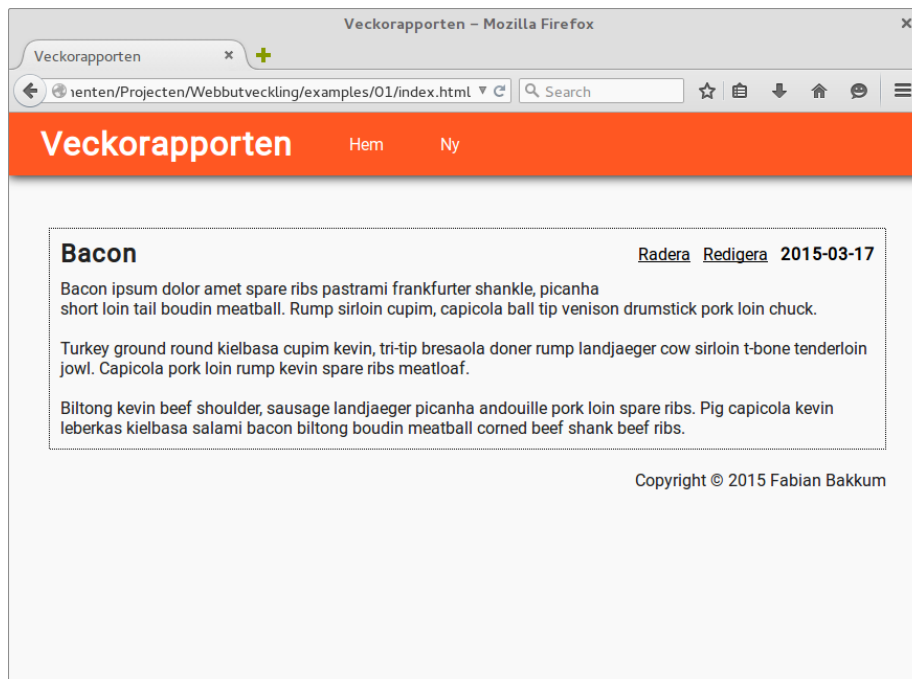 Veckorapporten – Mozilla Firefox
Veckorapporten
ıenten/Projecten/Webbutveckling/examples/01/index.html Search
Veckorapporten Hem Ny
Bacon Radera Redigera 2015-03-17
Bacon ipsum dolor amet spare ribs pastrami frankfurter shankle, picanha
short loin tail boudin meatball. Rump sirloin cupim, capicola ball tip venison drumstick pork loin chuck.
Turkey ground round kielbasa cupim kevin, tri-tip bresaola doner rump landjaeger cow sirloin t-bone tenderloin
jowl. Capicola pork loin rump kevin spare ribs meatloaf.
Biltong kevin beef shoulder, sausage landjaeger picanha andouille pork loin spare ribs. Pig capicola kevin
leberkas kielbasa salami bacon biltong boudin meatball corned beef shank beef ribs.
Copyright © 2015 Fabian Bakkum